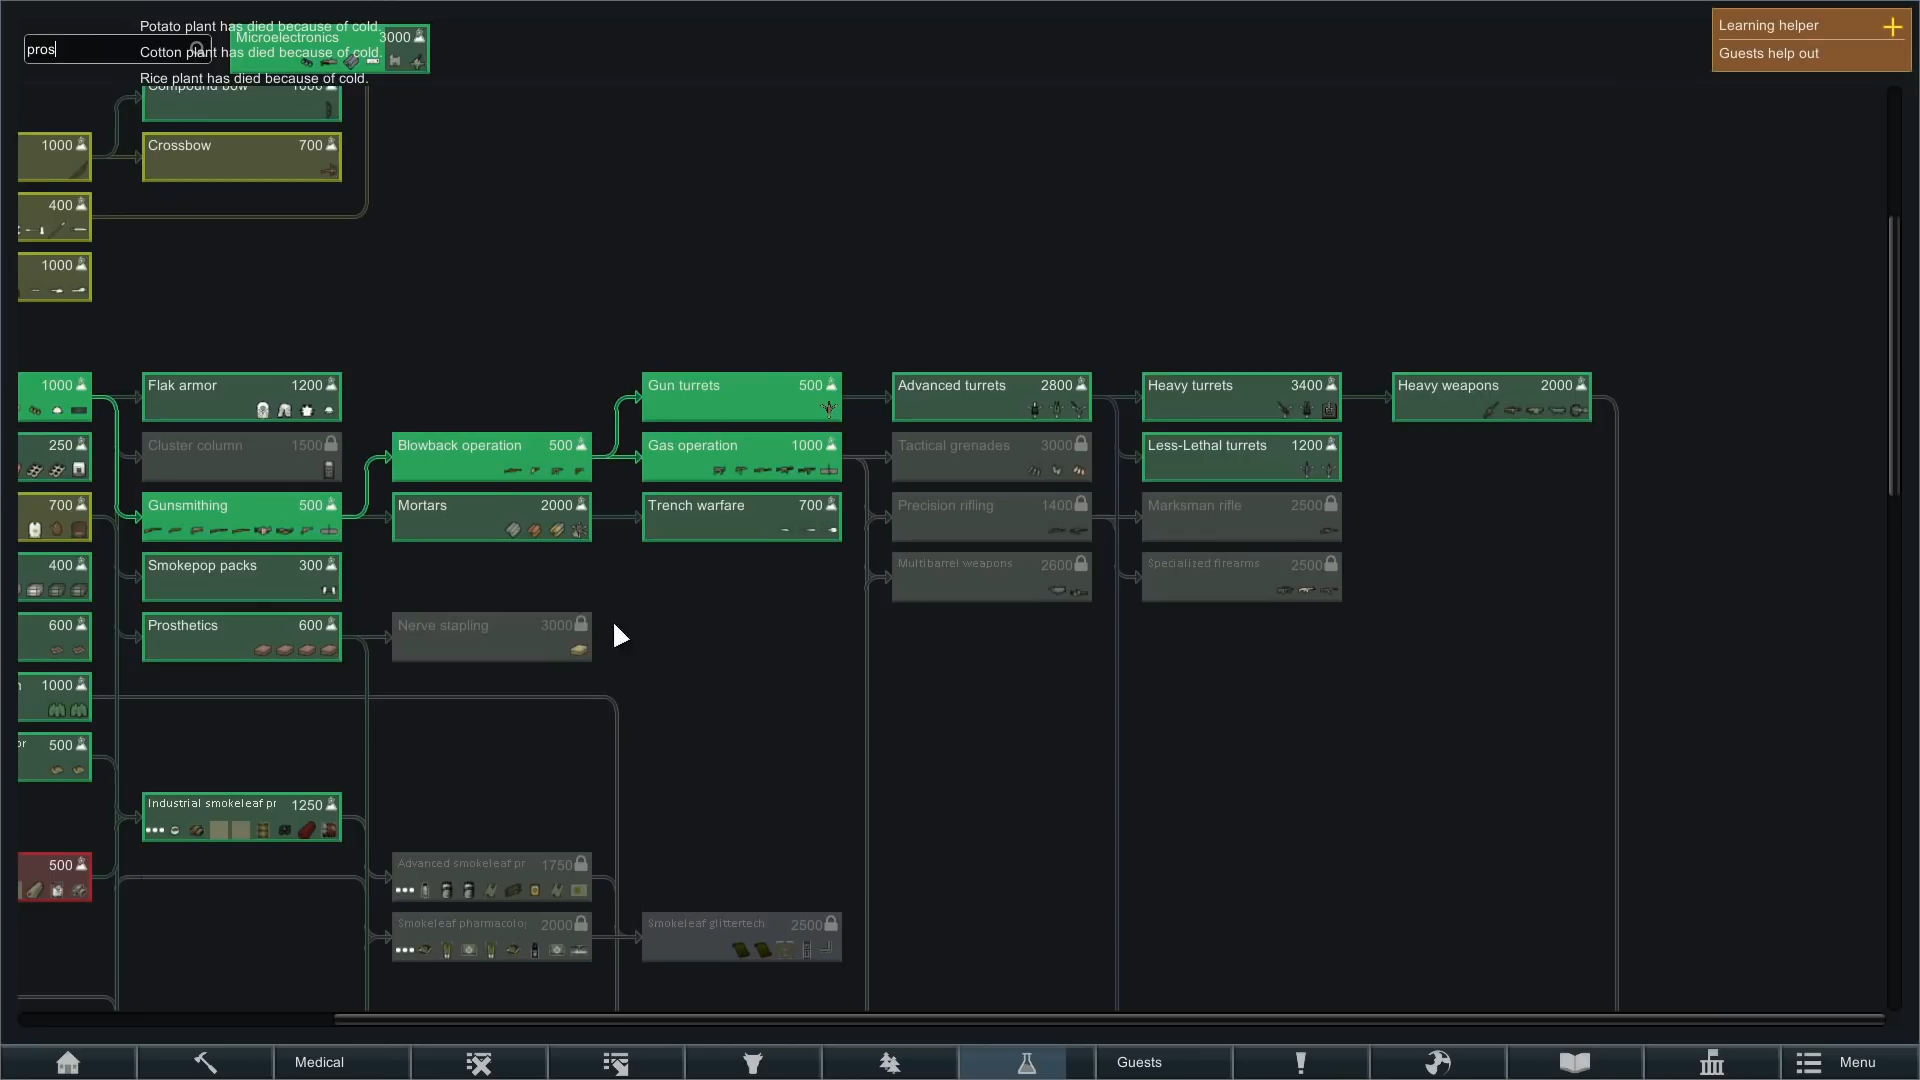 Potato plant has died because of cold.
pros
Microelectronics 3000
Cotton plant has died because of cold.
Rice plant has died because of cold.
Learning helper
Guests help out
Compound bow 1000
1000
Crossbow 700
400
1000
1000
Flak armor 1200
Gun turrets 500
Advanced turrets 2800
Heavy turrets 3400
Heavy weapons 2000
250
Cluster column 1500
Blowback operation 500
Gas operation 1000
Tactical grenades 3000
Less-Lethal turrets 1200
700
Gunsmithing 500
Mortars 2000
Trench warfare 700
Precision rifling 1400
Marksman rifle 2500
400
Smokepop packs 300
Multibarrel weapons 2600
Specialized firearms 2500
600
Prosthetics 600
Nerve stapling 3000
1000
500
Industrial smokeleaf pr 1250
500
Advanced smokeleaf pr 1750
Smokeleaf pharmacolo 2000
Smokeleaf glittertech 2500
Medical
Guests
Menu